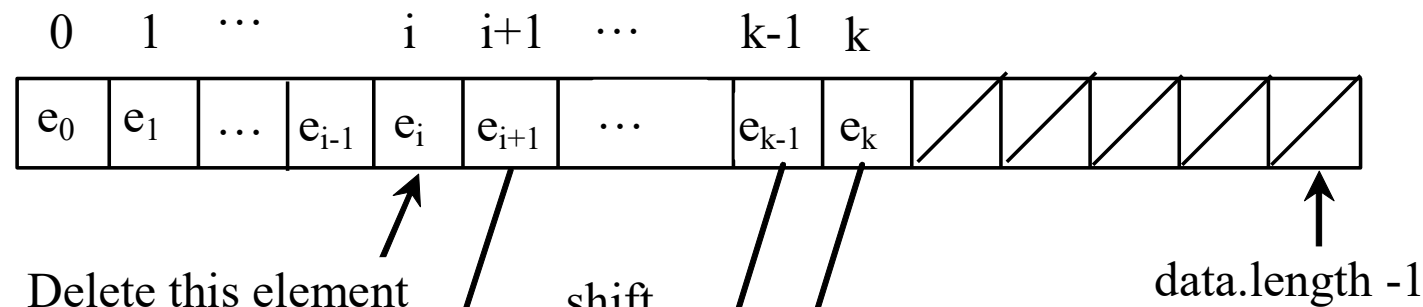 0 1 … i i+1 … k-1 k
e₀ e₁ … eᵢ₋₁ eᵢ eᵢ₊₁ … eₖ₋₁ eₖ
Delete this element shift data.length -1